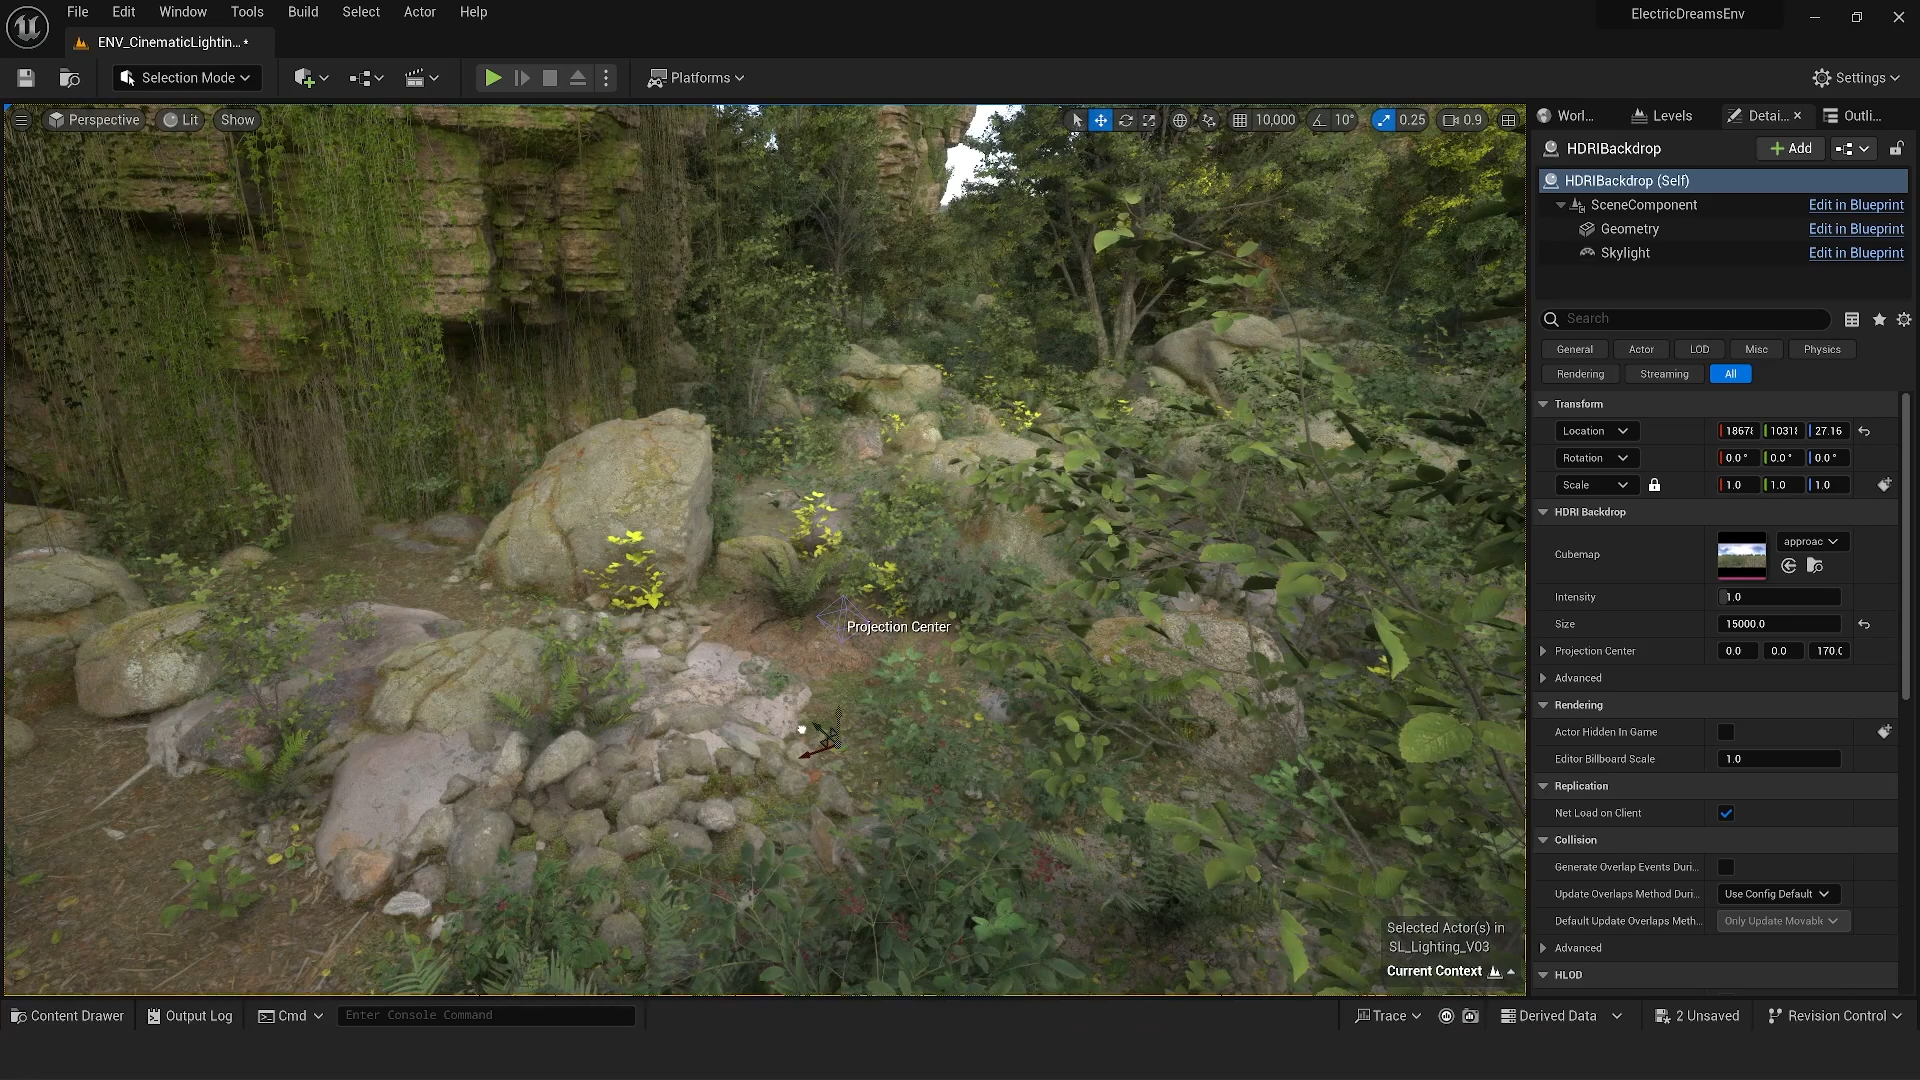 File Edit Window Tools Build Select Actor Help
ElectricDreamsEnv
ENV_CinematicLightin... *
Selection Mode
Platforms
Settings
Perspective Lit Show
10,000 10° 0.25 0.9
Worl... Levels Detai... Outli...
HDRIBackdrop
Add
HDRIBackdrop (Self)
SceneComponent Edit in Blueprint
Geometry Edit in Blueprint
Skylight Edit in Blueprint
Search
General Actor LOD Misc Physics
Rendering Streaming All
Transform
Location 18678 10318 27.16
Rotation 0.0° 0.0° 0.0°
Scale 1.0 1.0 1.0
HDRI Backdrop
Cubemap approac
Intensity 1.0
Size 15000.0
Projection Center 0.0 0.0 170.0
Advanced
Rendering
Actor Hidden In Game
Editor Billboard Scale 1.0
Replication
Net Load on Client
Collision
Generate Overlap Events Duri...
Update Overlaps Method Duri... Use Config Default
Default Update Overlaps Meth... Only Update Movabl
Advanced
HLOD
Projection Center
Selected Actor(s) in
SL_Lighting_V03
Current Context
Content Drawer Output Log Cmd Enter Console Command
Trace Derived Data 2 Unsaved Revision Control